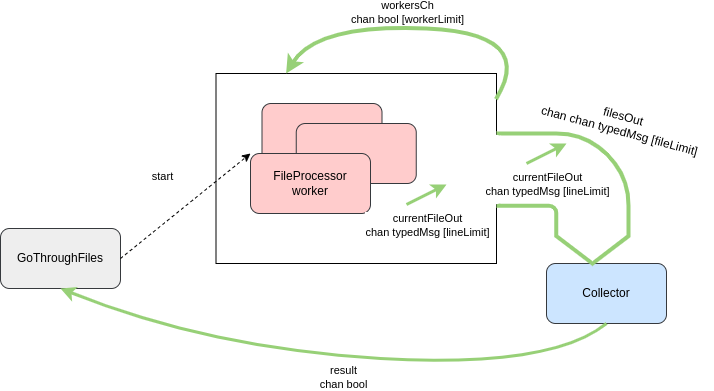 workersCh
chan bool [workerLimit]
filesOut
chan chan typedMsg [fileLimit]
start
FileProcessor
worker
currentFileOut
chan typedMsg [lineLimit]
currentFileOut
chan typedMsg [lineLimit]
GoThroughFiles
Collector
result
chan bool